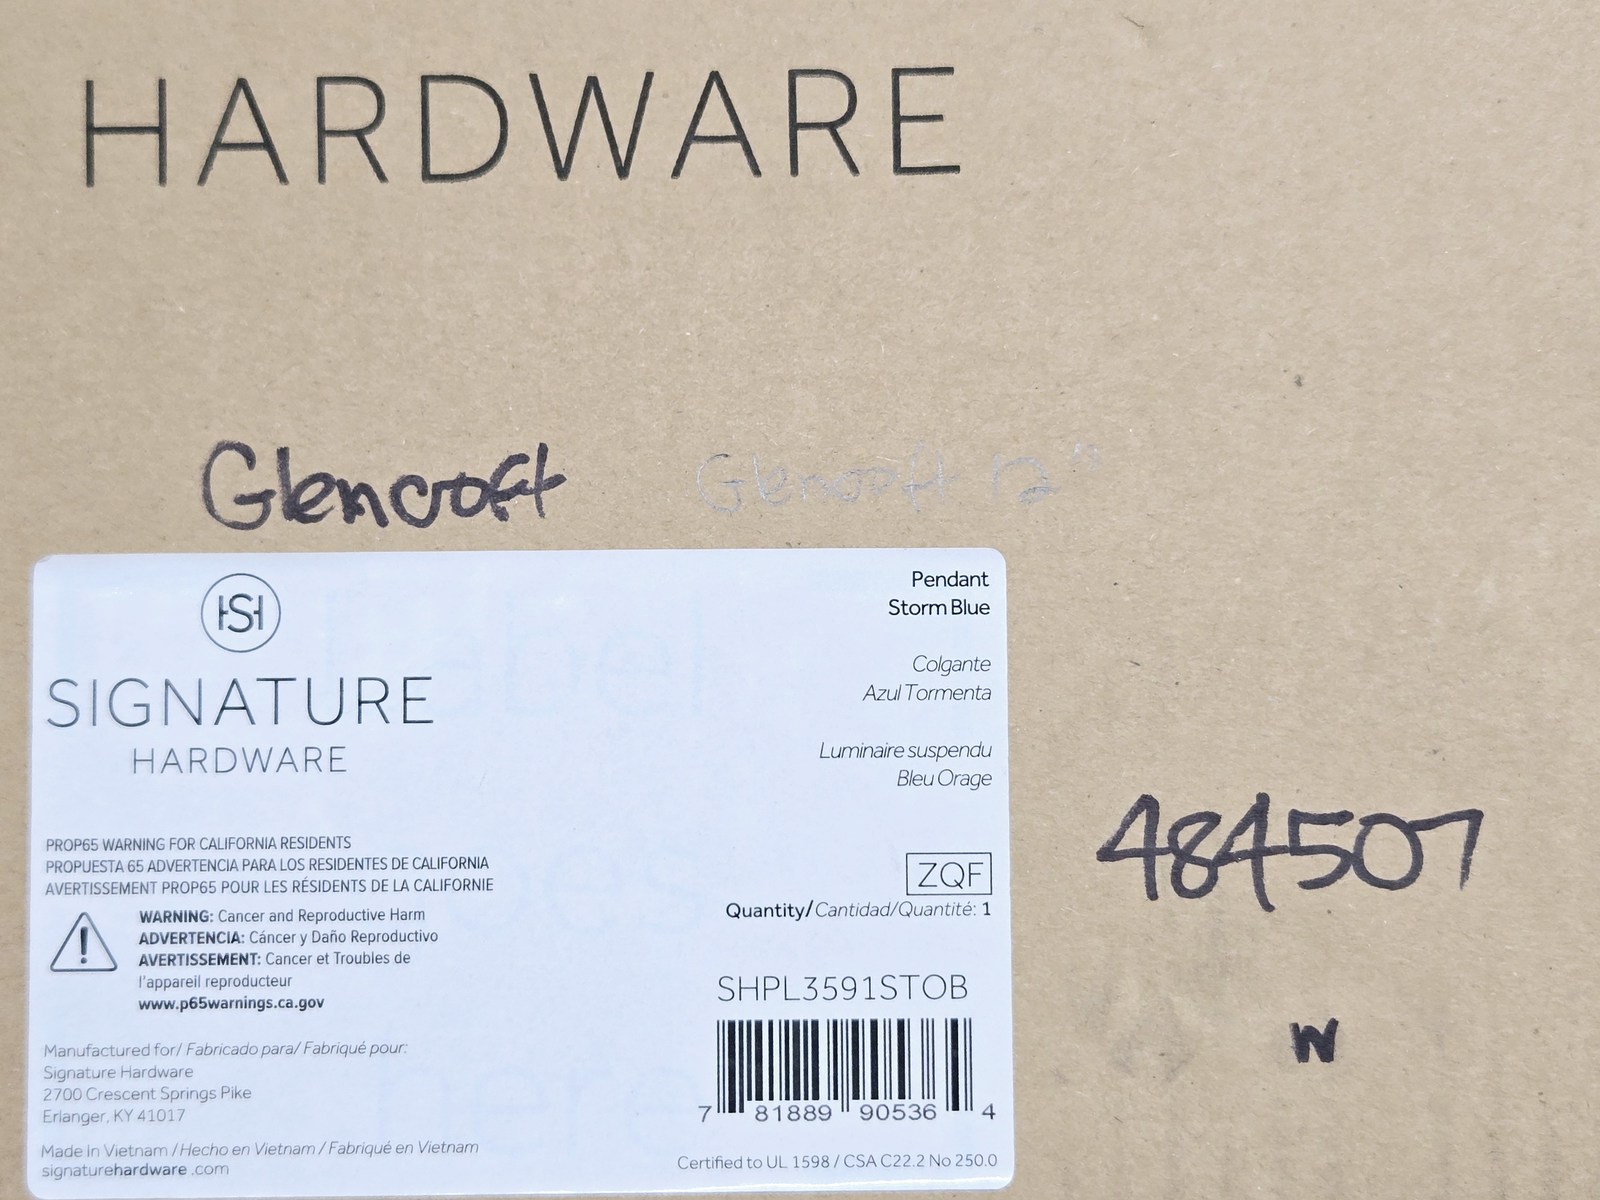 HARDWARE
Glencroft
Glencroft 12"
HSH
SIGNATURE
HARDWARE
PROP65 WARNING FOR CALIFORNIA RESIDENTS
PROPUESTA 65 ADVERTENCIA PARA LOS RESIDENTES DE CALIFORNIA
AVERTISSEMENT PROP65 POUR LES RÉSIDENTS DE LA CALIFORNIE
WARNING: Cancer and Reproductive Harm
ADVERTENCIA: Cáncer y Daño Reproductivo
AVERTISSEMENT: Cancer et Troubles de
l'appareil reproducteur
www.p65warnings.ca.gov
Manufactured for/ Fabricado para/ Fabriqué pour:
Signature Hardware
2700 Crescent Springs Pike
Erlanger, KY 41017
Made In Vietnam / Hecho en Vietnam / Fabriqué en Vietnam
signaturehardware .com
Pendant
Storm Blue
Colgante
Azul Tormenta
Luminaire suspendu
Bleu Orage
ZQF
Quantity/ Cantidad/Quantité: 1
SHPL3591STOB
7 81889 90536 4
Certified to UL 1598 / CSA C22.2 No 250.0
484507
W